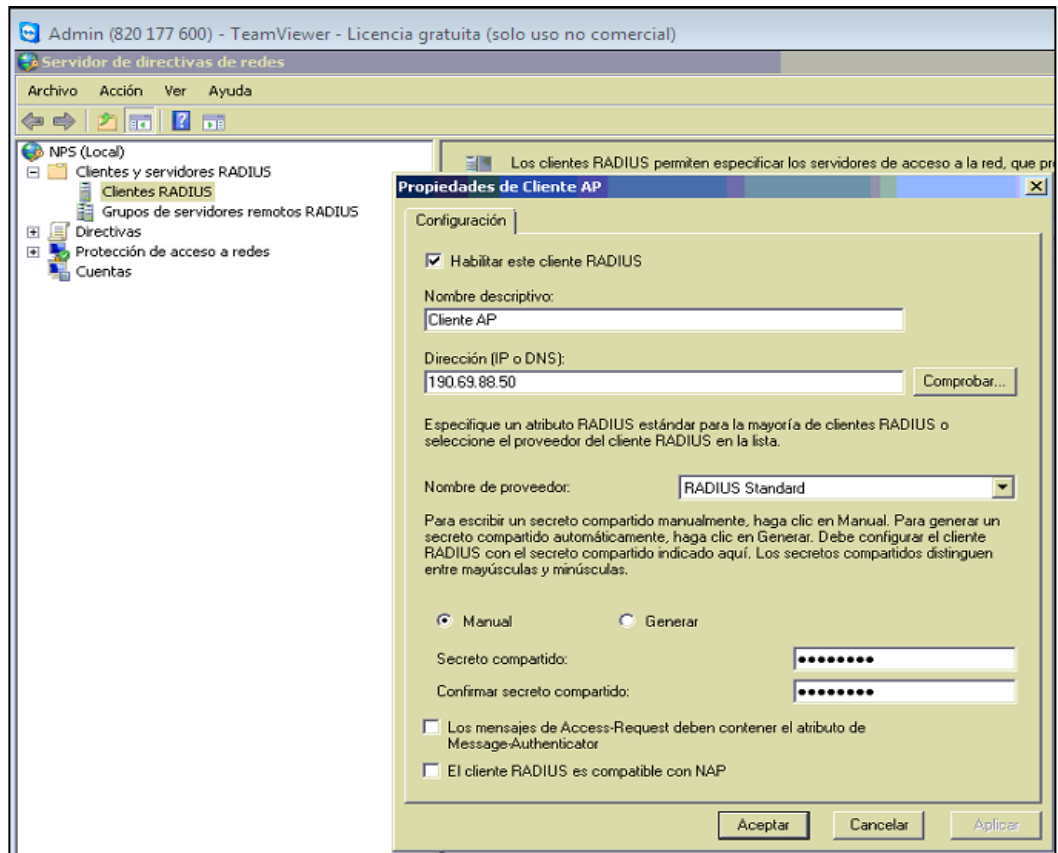 Admin (820 177 600) - TeamViewer - Licencia gratuita (solo uso no comercial)
Servidor de directivas de redes
Archivo Acción Ver Ayuda
NPS (Local)
Clientes y servidores RADIUS
Clientes RADIUS
Grupos de servidores remotos RADIUS
Directivas
Protección de acceso a redes
Cuentas
Los clientes RADIUS permiten especificar los servidores de acceso a la red, que pr
Propiedades de Cliente AP
Configuración
Habilitar este cliente RADIUS
Nombre descriptivo:
Cliente AP
Dirección (IP o DNS):
190.69.88.50
Comprobar...
Especifique un atributo RADIUS estándar para la mayoría de clientes RADIUS o
seleccione el proveedor del cliente RADIUS en la lista.
Nombre de proveedor: RADIUS Standard
Para escribir un secreto compartido manualmente, haga clic en Manual. Para generar un
secreto compartido automáticamente, haga clic en Generar. Debe configurar el cliente
RADIUS con el secreto compartido indicado aquí. Los secretos compartidos distinguen
entre mayúsculas y minúsculas.
Manual Generar
Secreto compartido: ●●●●●●●●
Confirmar secreto compartido: ●●●●●●●●
Los mensajes de Access-Request deben contener el atributo de
Message-Authenticator
El cliente RADIUS es compatible con NAP
Aceptar Cancelar Aplicar